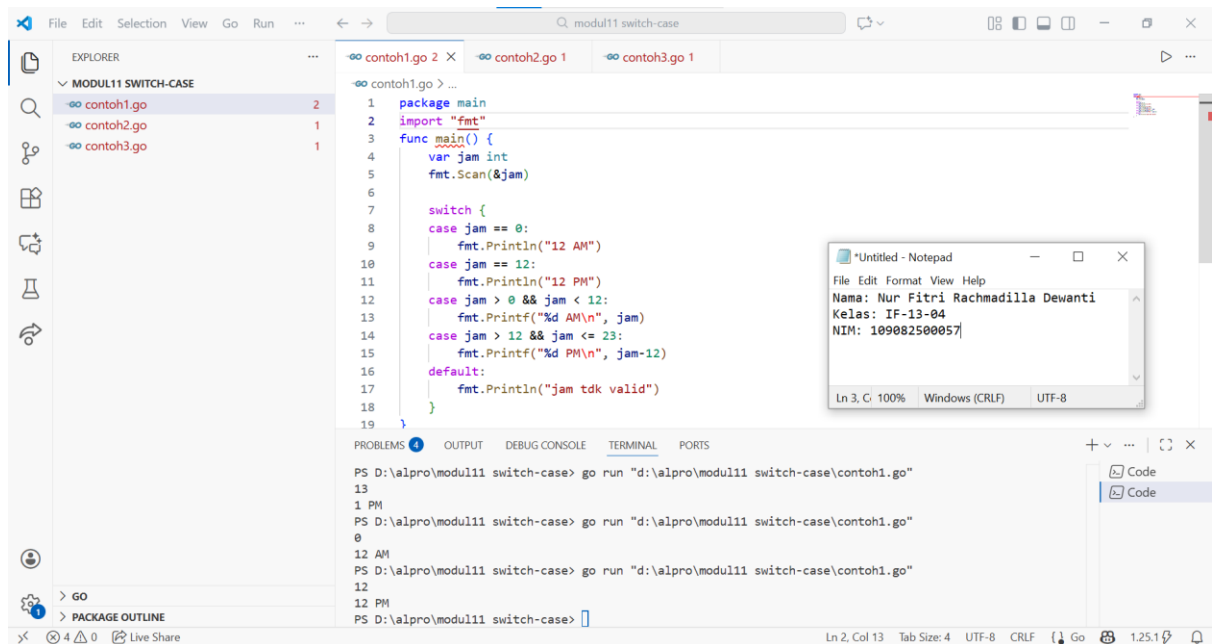 File Edit Selection View Go Run ... modul11 switch-case
EXPLORER ...
MODUL11 SWITCH-CASE
contoh1.go 2
contoh2.go 1
contoh3.go 1
GO
PACKAGE OUTLINE
contoh1.go 2 contoh2.go 1 contoh3.go 1
contoh1.go > ...
1 package main
2 import "fmt"
3 func main() {
4 var jam int
5 fmt.Scan(&jam)
6
7 switch {
8 case jam == 0:
9 fmt.Println("12 AM")
10 case jam == 12:
11 fmt.Println("12 PM")
12 case jam > 0 && jam < 12:
13 fmt.Printf("%d AM\n", jam)
14 case jam > 12 && jam <= 23:
15 fmt.Printf("%d PM\n", jam-12)
16 default:
17 fmt.Println("jam tdk valid")
18 }
19 }
*Untitled - Notepad
File Edit Format View Help
Nama: Nur Fitri Rachmadilla Dewanti
Kelas: IF-13-04
NIM: 109082500057
Ln 3, C 100% Windows (CRLF) UTF-8
PROBLEMS 4 OUTPUT DEBUG CONSOLE TERMINAL PORTS
PS D:\alpro\modul11 switch-case> go run "d:\alpro\modul11 switch-case\contoh1.go"
13
1 PM
PS D:\alpro\modul11 switch-case> go run "d:\alpro\modul11 switch-case\contoh1.go"
0
12 AM
PS D:\alpro\modul11 switch-case> go run "d:\alpro\modul11 switch-case\contoh1.go"
12
12 PM
PS D:\alpro\modul11 switch-case>
Code
Code
1
4 0 Live Share Ln 2, Col 13 Tab Size: 4 UTF-8 CRLF Go 1.25.1